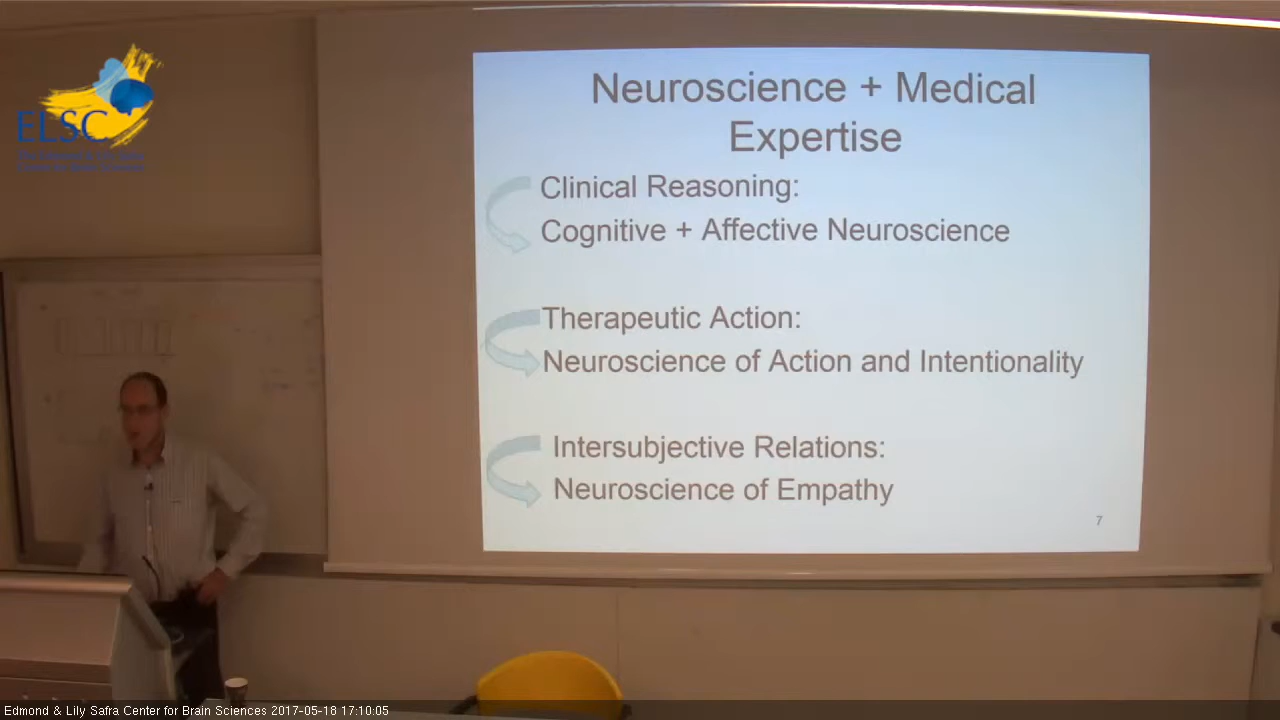 ELSC
Neuroscience + Medical
Expertise
Clinical Reasoning:
Cognitive + Affective Neuroscience
Therapeutic Action:
Neuroscience of Action and Intentionality
Intersubjective Relations:
Neuroscience of Empathy
7
Edmond & Lily Safra Center for Brain Sciences 2017-05-18 17:10:05